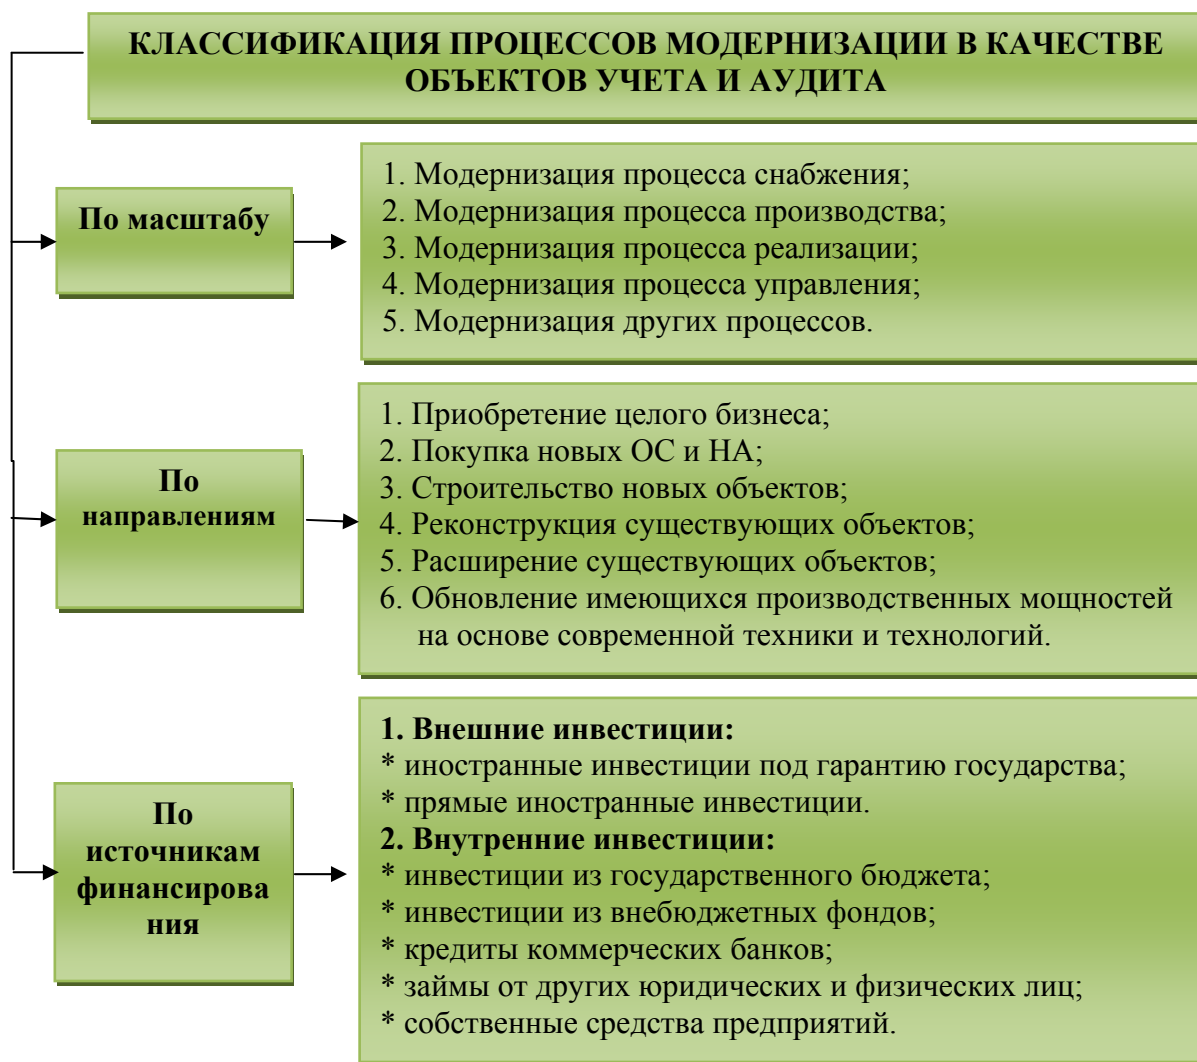 КЛАССИФИКАЦИЯ ПРОЦЕССОВ МОДЕРНИЗАЦИИ В КАЧЕСТВЕ
ОБЪЕКТОВ УЧЕТА И АУДИТА
По масштабу
1. Модернизация процесса снабжения;
2. Модернизация процесса производства;
3. Модернизация процесса реализации;
4. Модернизация процесса управления;
5. Модернизация других процессов.
По
направлениям
1. Приобретение целого бизнеса;
2. Покупка новых ОС и НА;
3. Строительство новых объектов;
4. Реконструкция существующих объектов;
5. Расширение существующих объектов;
6. Обновление имеющихся производственных мощностей
на основе современной техники и технологий.
По
источникам
финансирова
ния
1. Внешние инвестиции:
* иностранные инвестиции под гарантию государства;
* прямые иностранные инвестиции.
2. Внутренние инвестиции:
* инвестиции из государственного бюджета;
* инвестиции из внебюджетных фондов;
* кредиты коммерческих банков;
* займы от других юридических и физических лиц;
* собственные средства предприятий.